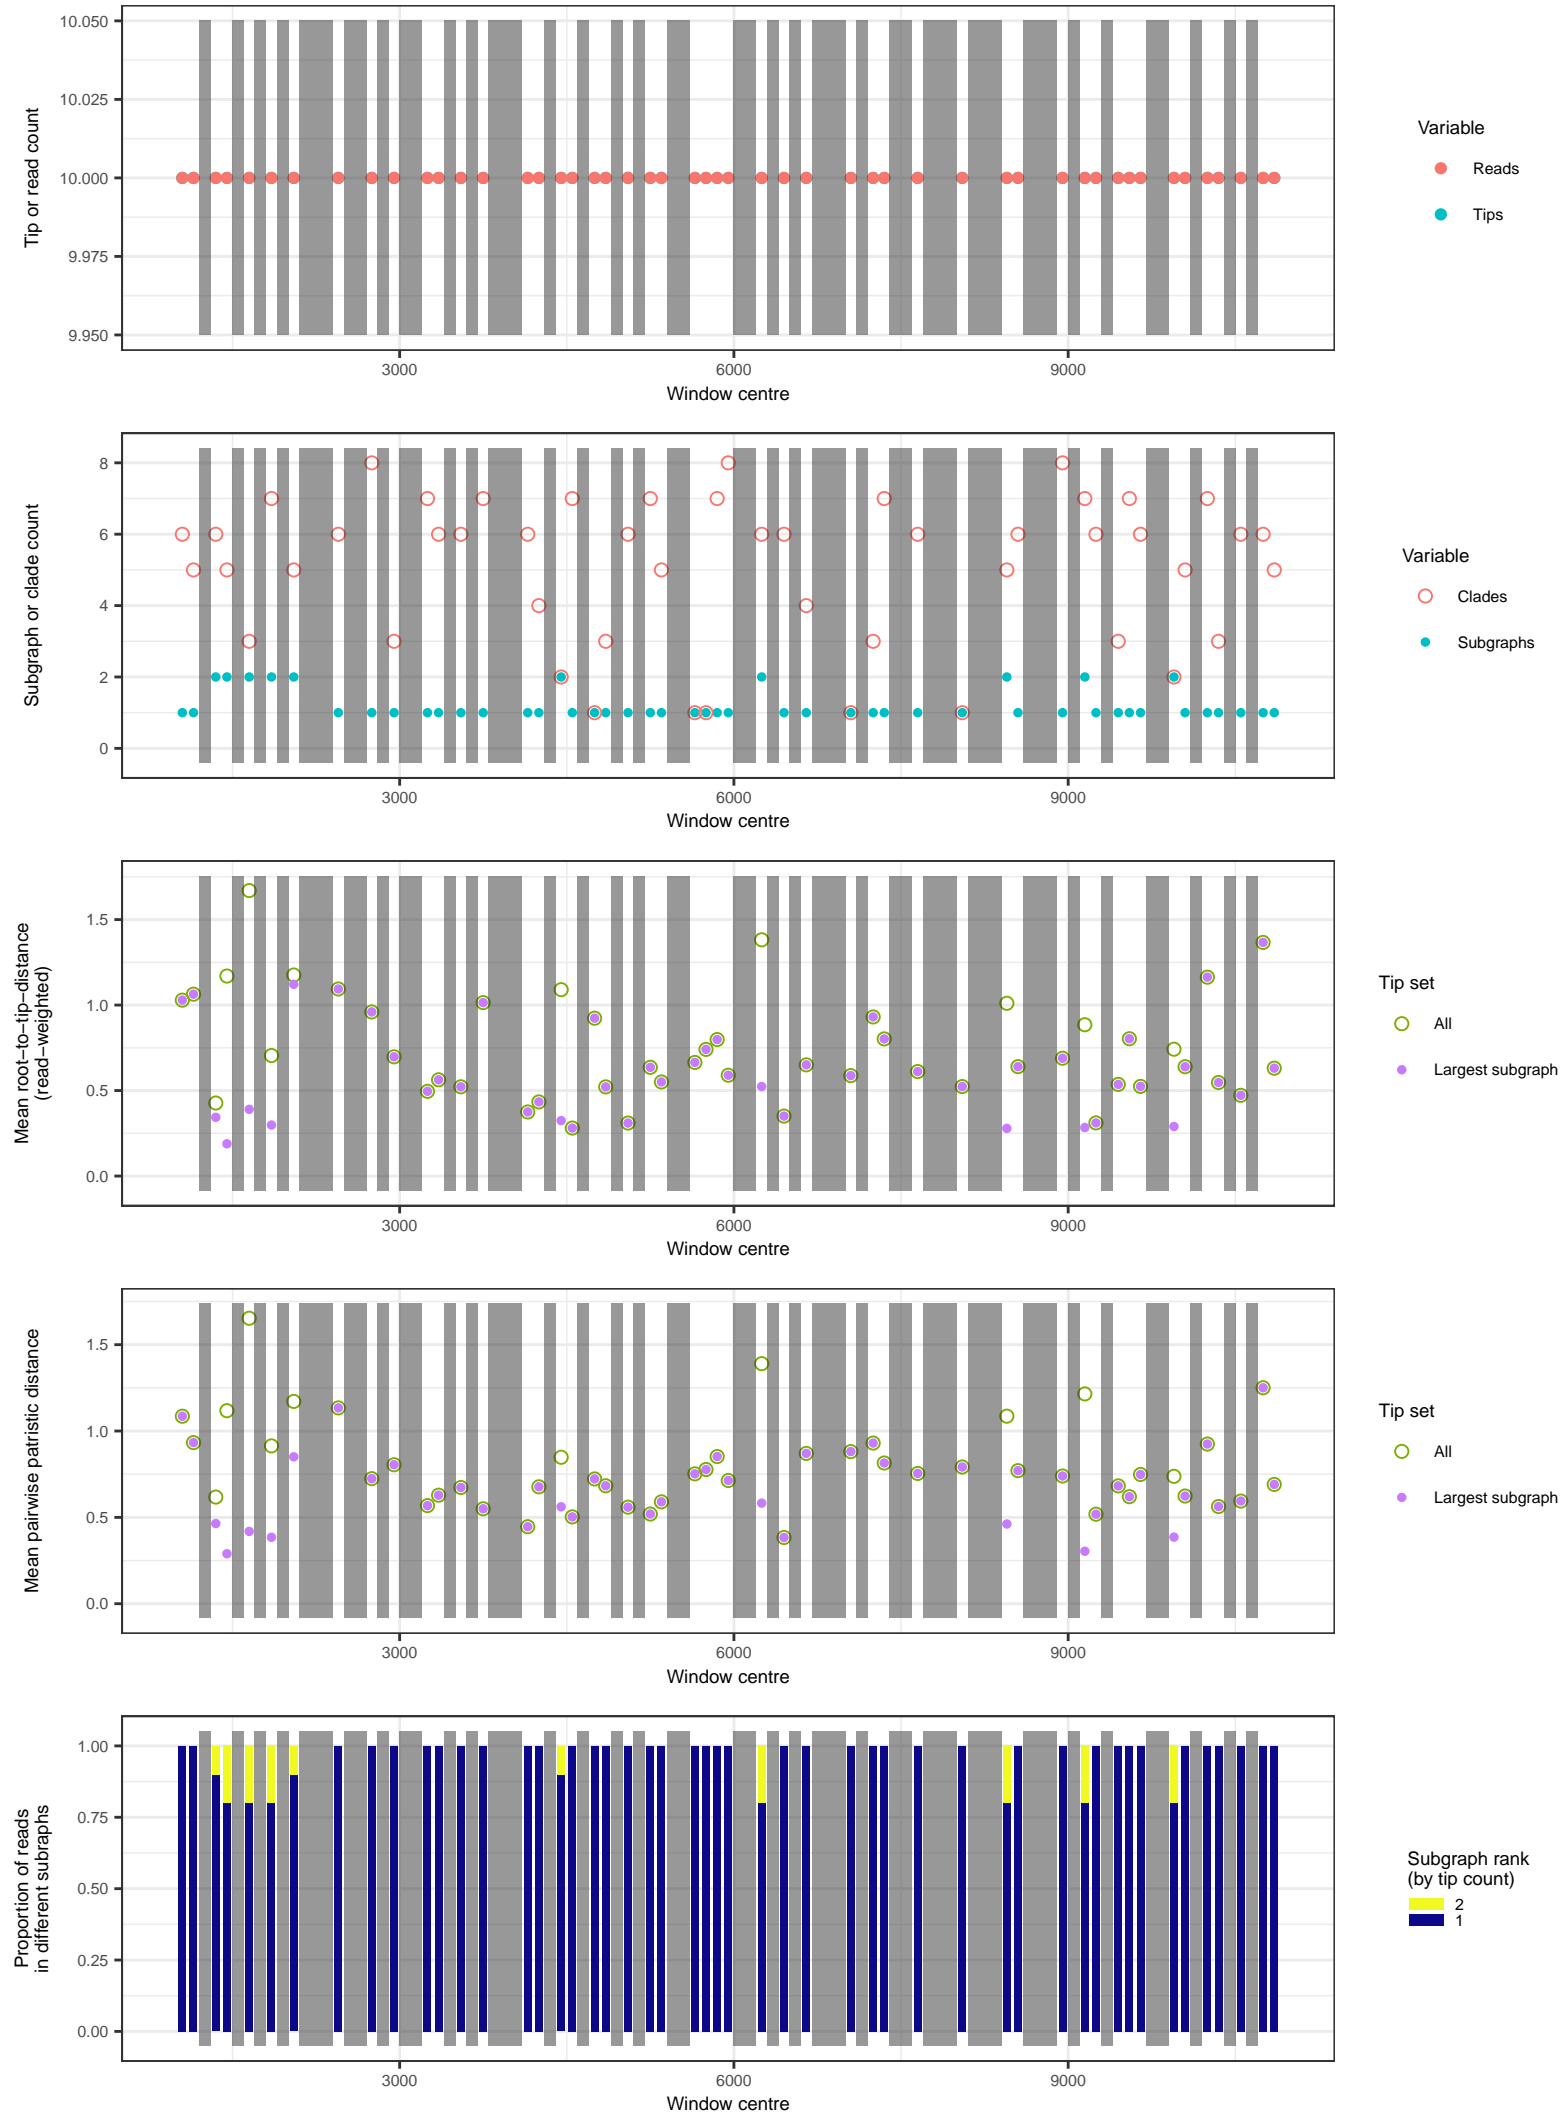 10.050
10.025
10.000
9.975
9.950
Tip or read count
3000
6000
9000
Window centre
Variable
Reads
Tips
8
6
4
2
0
Subgraph or clade count
3000
6000
9000
Window centre
Variable
Clades
Subgraphs
1.5
1.0
0.5
0.0
Mean root−to−tip−distance
(read−weighted)
3000
6000
9000
Window centre
Tip set
All
Largest subgraph
1.5
1.0
0.5
0.0
Mean pairwise patristic distance
3000
6000
9000
Window centre
Tip set
All
Largest subgraph
1.00
0.75
0.50
0.25
0.00
Proportion of reads
in different subraphs
3000
6000
9000
Window centre
Subgraph rank
(by tip count)
2
1